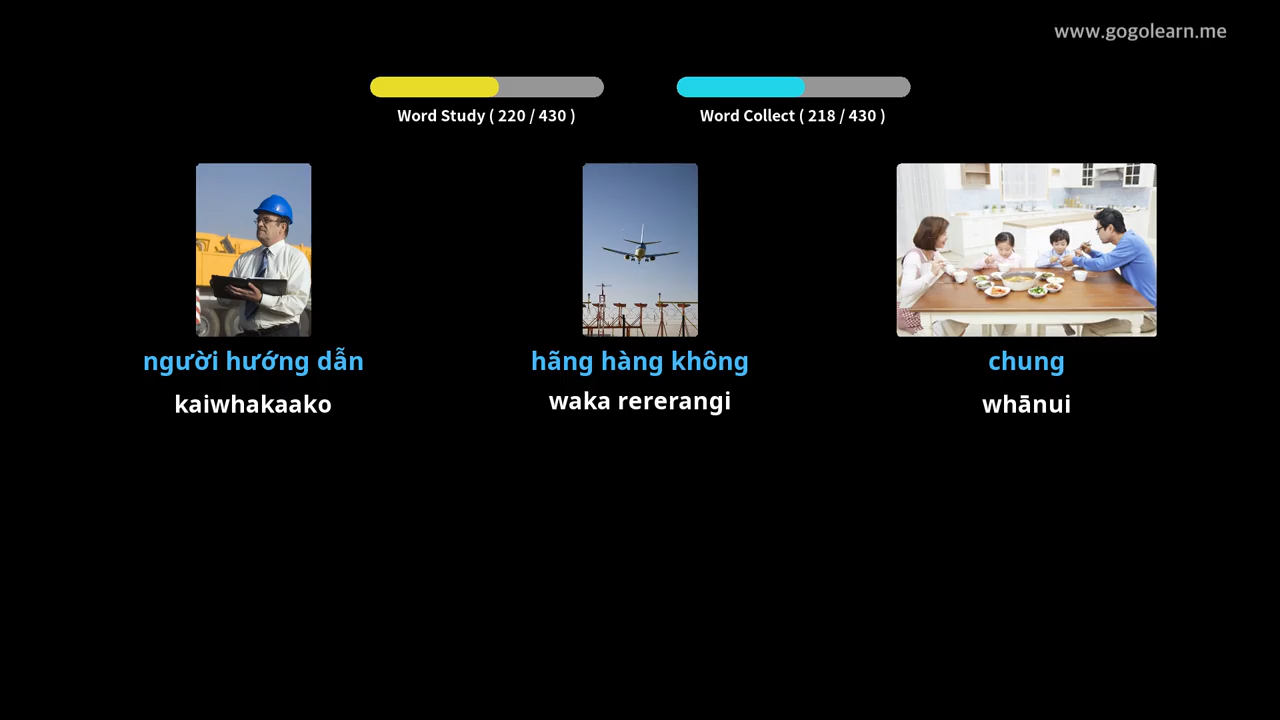 www.gogolearn.me
Word Study ( 220 / 430 )
Word Collect ( 218 / 430 )
người hướng dẫn
hãng hàng không
chung
kaiwhakaako
waka rererangi
whānui